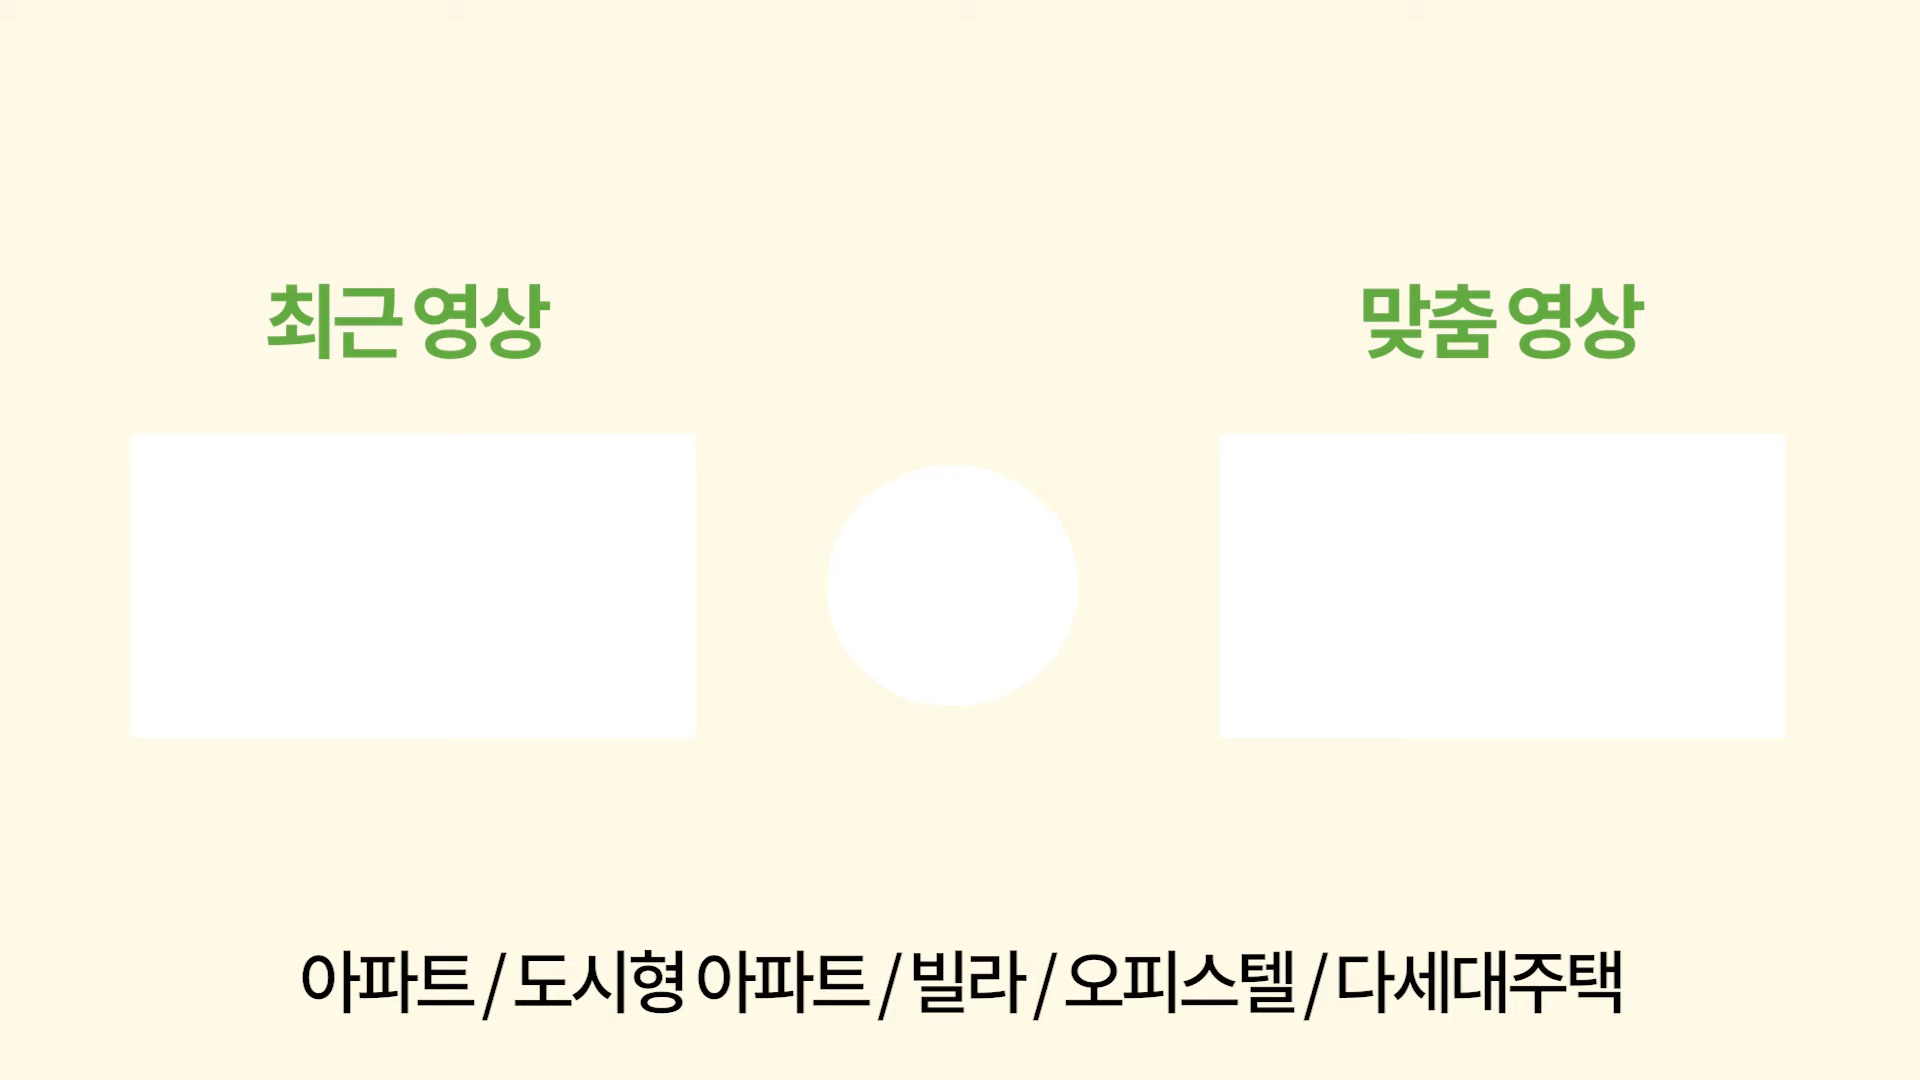 최근 영상
맞춤 영상
아파트 / 도시형 아파트 / 빌라 / 오피스텔 / 다세대주택